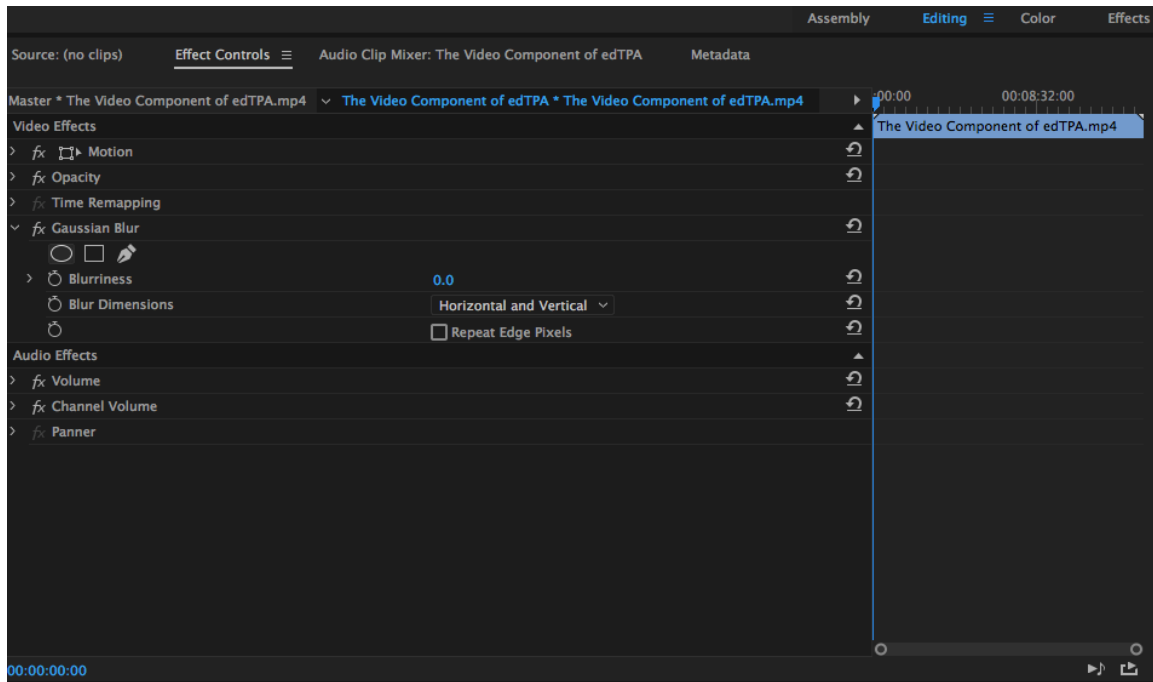 Assembly Editing Color Effects
Source: (no clips) Effect Controls Audio Clip Mixer: The Video Component of edTPA Metadata
Master * The Video Component of edTPA.mp4 The Video Component of edTPA * The Video Component of edTPA.mp4 :00:00 00:08:32:00
Video Effects The Video Component of edTPA.mp4
fx Motion
fx Opacity
fx Time Remapping
fx Gaussian Blur
Blurriness 0.0
Blur Dimensions Horizontal and Vertical
Repeat Edge Pixels
Audio Effects
fx Volume
fx Channel Volume
fx Panner
00:00:00:00